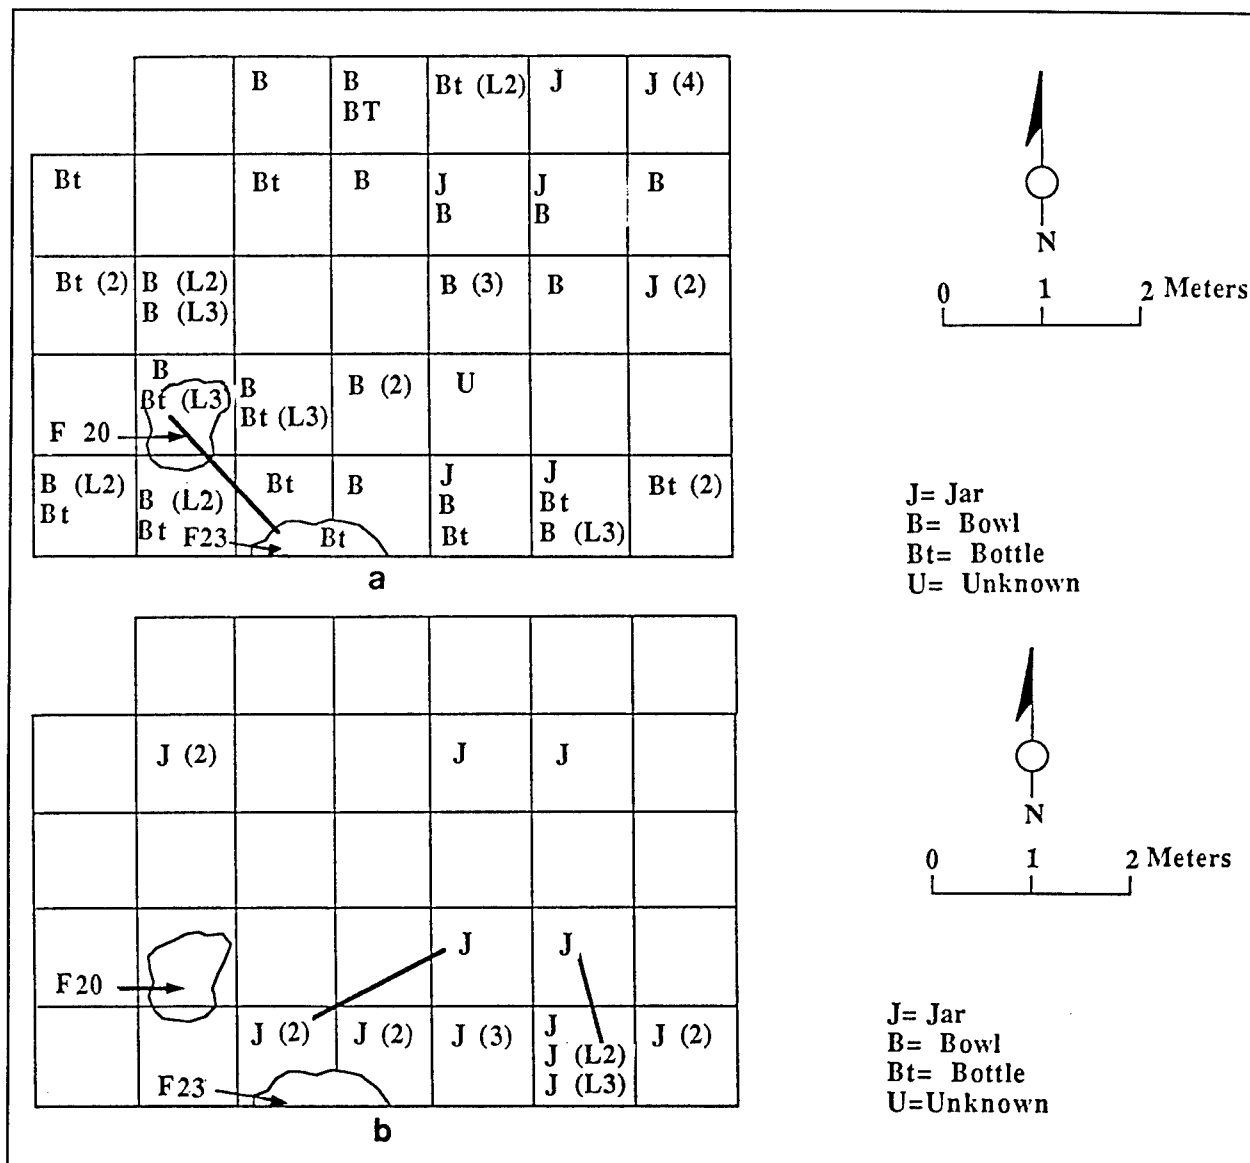 B B Bt (L2) J J (4)
BT
Bt Bt B J J B
B B
Bt (2) B (L2) B (3) B J (2)
B (L3)
B B B (2) U
Bt (L3) Bt (L3)
F 20
B (L2) B (L2) Bt B J J Bt (2)
Bt Bt B Bt
F23 Bt Bt B (L3)
a
N
0 1 2 Meters
J= Jar
B= Bowl
Bt= Bottle
U= Unknown
J (2) J J
J J
F20
J (2) J (2) J (3) J J (2)
J (L2)
F23 J (L3)
b
N
0 1 2 Meters
J= Jar
B= Bowl
Bt= Bottle
U=Unknown